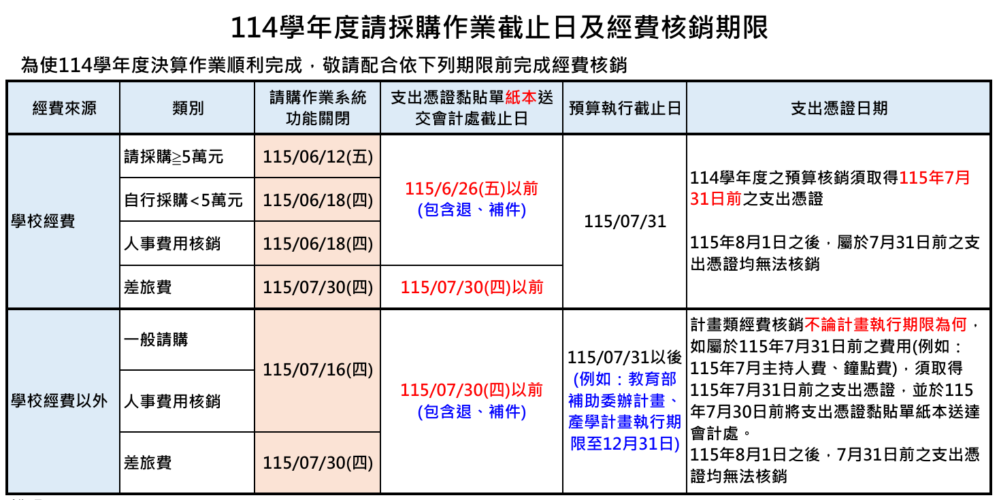 114學年度請採購作業截止日及經費核銷期限
為使114學年度決算作業順利完成，敬請配合依下列期限前完成經費核銷
經費來源
類別
請購作業系統
功能關閉
支出憑證黏貼單紙本送
交會計處截止日
預算執行截止日
支出憑證日期
學校經費
請採購≧5萬元
115/06/12(五)
自行採購<5萬元
115/06/18(四)
人事費用核銷
115/06/18(四)
差旅費
115/07/30(四)
115/6/26(五)以前
(包含退、補件)
115/07/30(四)以前
115/07/31
114學年度之預算核銷須取得115年7月
31日前之支出憑證
115年8月1日之後，屬於7月31日前之支
出憑證均無法核銷
學校經費以外
一般請購
人事費用核銷
115/07/16(四)
差旅費
115/07/30(四)
115/07/30(四)以前
(包含退、補件)
115/07/31以後
(例如：教育部
補助委辦計畫、
產學計畫執行期
限至12月31日)
計畫類經費核銷不論計畫執行期限為何，
如屬於115年7月31日前之費用(例如：
115年7月主持人費、鐘點費)，須取得
115年7月31日前之支出憑證，並於115
年7月30日前將支出憑證黏貼單紙本送達
會計處。
115年8月1日之後，7月31日前之支出憑
證均無法核銷